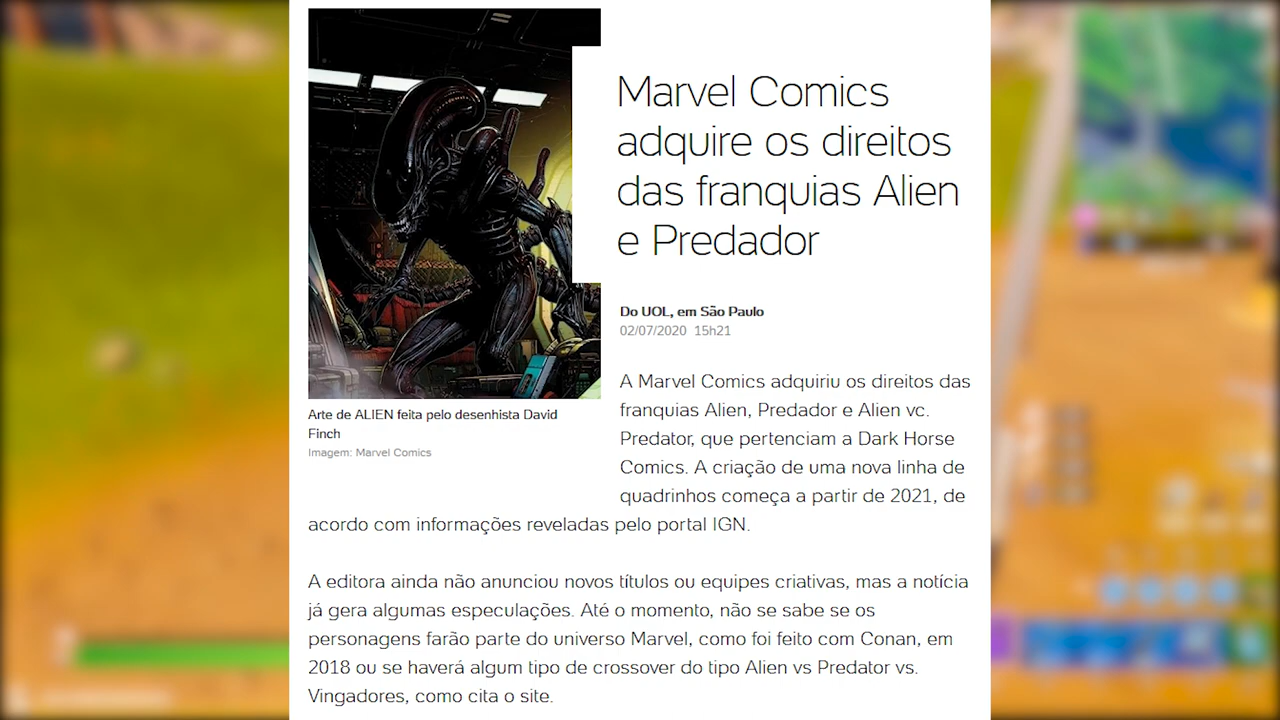 Marvel Comics
adquire os direitos
das franquias Alien
e Predador
Do UOL, em São Paulo
02/07/2020 15h21
Arte de ALIEN feita pelo desenhista David
Finch
Imagem: Marvel Comics
A Marvel Comics adquiriu os direitos das
franquias Alien, Predador e Alien vc.
Predator, que pertenciam a Dark Horse
Comics. A criação de uma nova linha de
quadrinhos começa a partir de 2021, de
acordo com informações reveladas pelo portal IGN.
A editora ainda não anunciou novos títulos ou equipes criativas, mas a notícia
já gera algumas especulações. Até o momento, não se sabe se os
personagens farão parte do universo Marvel, como foi feito com Conan, em
2018 ou se haverá algum tipo de crossover do tipo Alien vs Predator vs.
Vingadores, como cita o site.